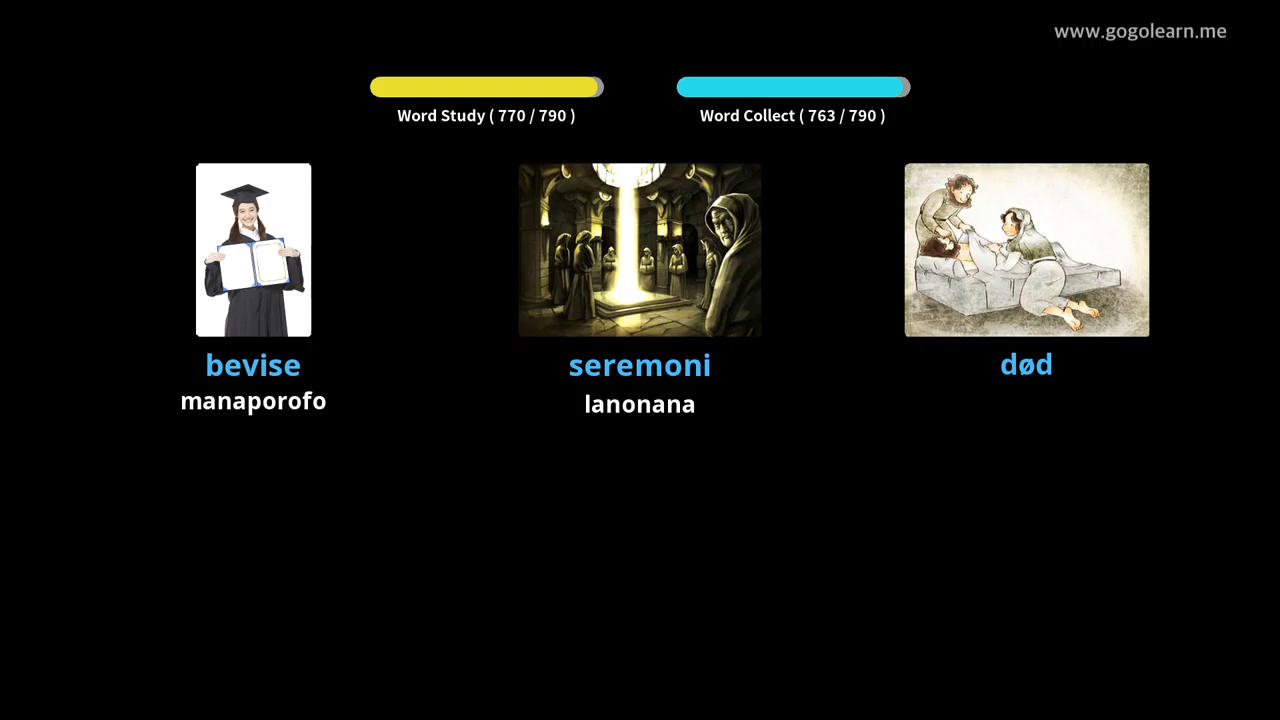 www.gogolearn.me
Word Study ( 770 / 790 )
Word Collect ( 763 / 790 )
bevise
seremoni
død
manaporofo
lanonana